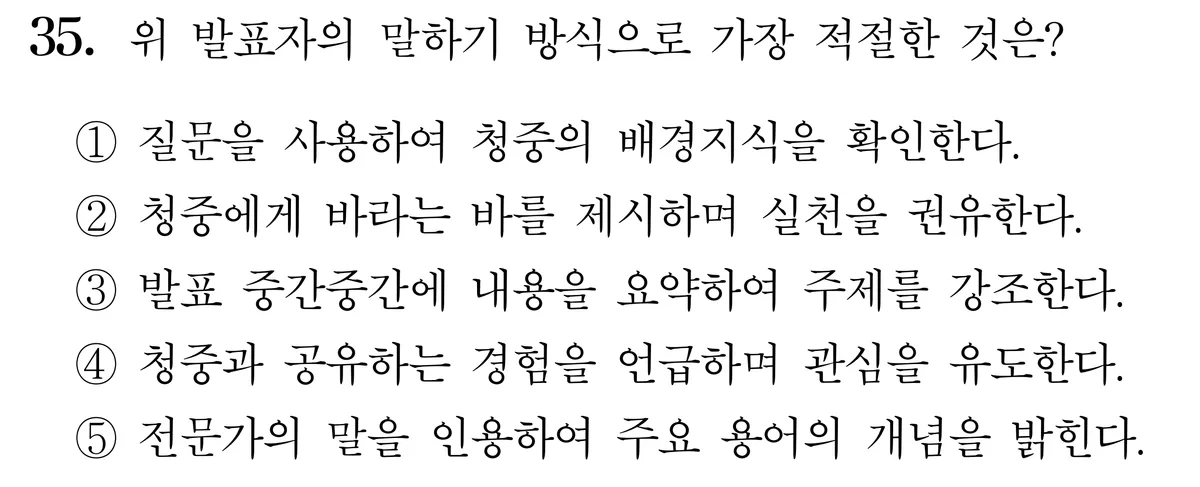 35. 위 발표자의 말하기 방식으로 가장 적절한 것은?
① 질문을 사용하여 청중의 배경지식을 확인한다.
② 청중에게 바라는 바를 제시하며 실천을 권유한다.
③ 발표 중간중간에 내용을 요약하여 주제를 강조한다.
④ 청중과 공유하는 경험을 언급하며 관심을 유도한다.
⑤ 전문가의 말을 인용하여 주요 용어의 개념을 밝힌다.